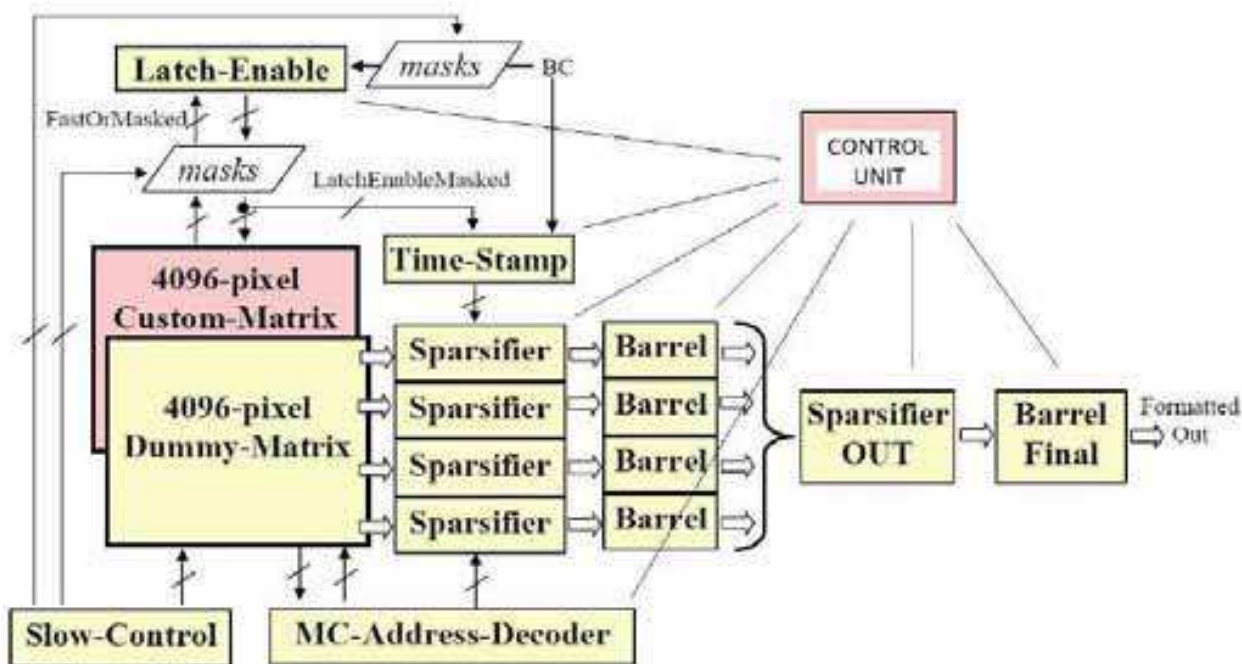 masks
BC
Latch-Enable
FastOrMasked
masks
LatchEnableMasked
CONTROL
UNIT
4096-pixel
Custom-Matrix
Time-Stamp
4096-pixel
Dummy-Matrix
Sparsifier
Barrel
Sparsifier
Barrel
Sparsifier
Barrel
Sparsifier
Barrel
Sparsifier
OUT
Barrel
Final
Formatted
Out
Slow-Control
MC-Address-Decoder